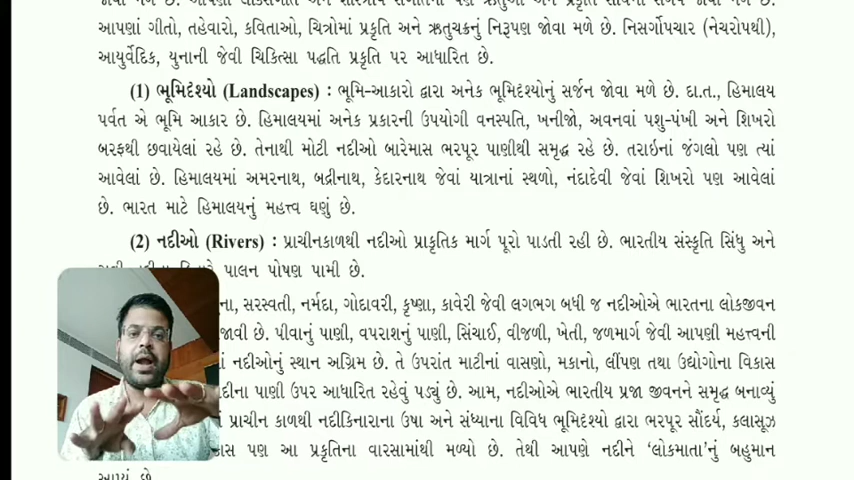 આપણાં ગીતો, તહેવારો, કવિતાઓ, ચિત્રોમાં પ્રકૃતિ અને ઋતુચક્રનું નિરૂપણ જોવા મળે છે. નિસર્ગોપચાર (નેચરોપથી),
આયુર્વેદિક, યુનાની જેવી ચિકિત્સા પદ્ધતિ પ્રકૃતિ પર આધારિત છે.
(1) ભૂમિદૃશ્યો (Landscapes) : ભૂમિ-આકારો દ્વારા અનેક ભૂમિદૃશ્યોનું સર્જન જોવા મળે છે. દા.ત., હિમાલય
પર્વત એ ભૂમિ આકાર છે. હિમાલયમાં અનેક પ્રકારની ઉપયોગી વનસ્પતિ, ખનીજો, અવનવાં પશુ-પંખી અને શિખરો
બરફથી છવાયેલાં રહે છે. તેનાથી મોટી નદીઓ બારેમાસ ભરપૂર પાણીથી સમૃદ્ધ રહે છે. તરાઇનાં જંગલો પણ ત્યાં
આવેલાં છે. હિમાલયમાં અમરનાથ, બદ્રીનાથ, કેદારનાથ જેવાં યાત્રાનાં સ્થળો, નંદાદેવી જેવાં શિખરો પણ આવેલાં
છે. ભારત માટે હિમાલયનું મહત્ત્વ ઘણું છે.
(2) નદીઓ (Rivers) : પ્રાચીનકાળથી નદીઓ પ્રાકૃતિક માર્ગ પૂરો પાડતી રહી છે. ભારતીય સંસ્કૃતિ સિંધુ અને
પાલન પોષણ પામી છે.
સરસ્વતી, નર્મદા, ગોદાવરી, કૃષ્ણા, કાવેરી જેવી લગભગ બધી જ નદીઓએ ભારતના લોકજીવન
છે. પીવાનું પાણી, વપરાશનું પાણી, સિંચાઈ, વીજળી, ખેતી, જળમાર્ગ જેવી આપણી મહત્ત્વની
નદીઓનું સ્થાન અગ્રિમ છે. તે ઉપરાંત માટીનાં વાસણો, મકાનો, લીંપણ તથા ઉદ્યોગોના વિકાસ
પાણી ઉપર આધારિત રહેવું પડ્યું છે. આમ, નદીઓએ ભારતીય પ્રજા જીવનને સમૃદ્ધ બનાવ્યું
પ્રાચીન કાળથી નદીકિનારાના ઉષા અને સંધ્યાના વિવિધ ભૂમિદૃશ્યો દ્વારા ભરપૂર સૌંદર્ય, કલાસૂઝ
પણ આ પ્રકૃતિના વારસામાંથી મળ્યો છે. તેથી આપણે નદીને ‘લોકમાતા’નું બહુમાન